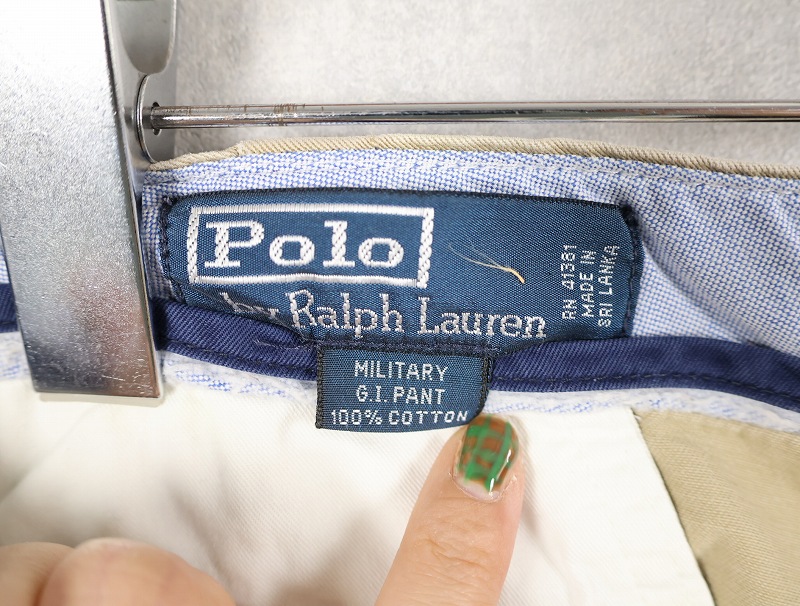 Polo
by Ralph Lauren
RN 41381
MADE IN
SRI LANKA
MILITARY
G.I. PANT
100% COTTON